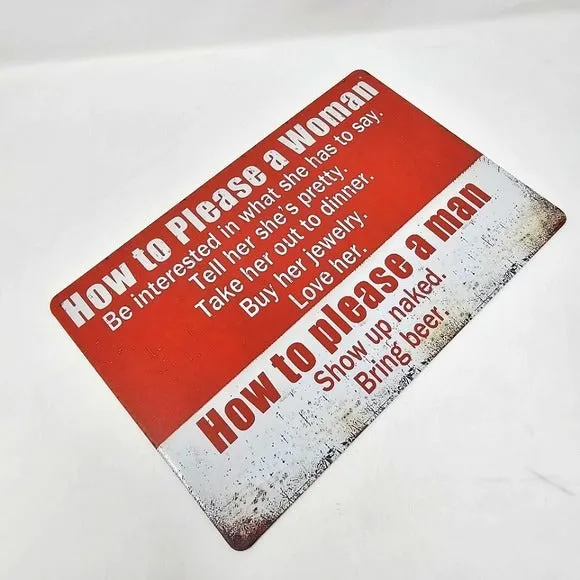 How to Please a Woman
Be interested in what she has to say.
Tell her she's pretty.
Take her out to dinner.
Buy her jewelry.
Love her.
How to please a man
Show up naked.
Bring beer.